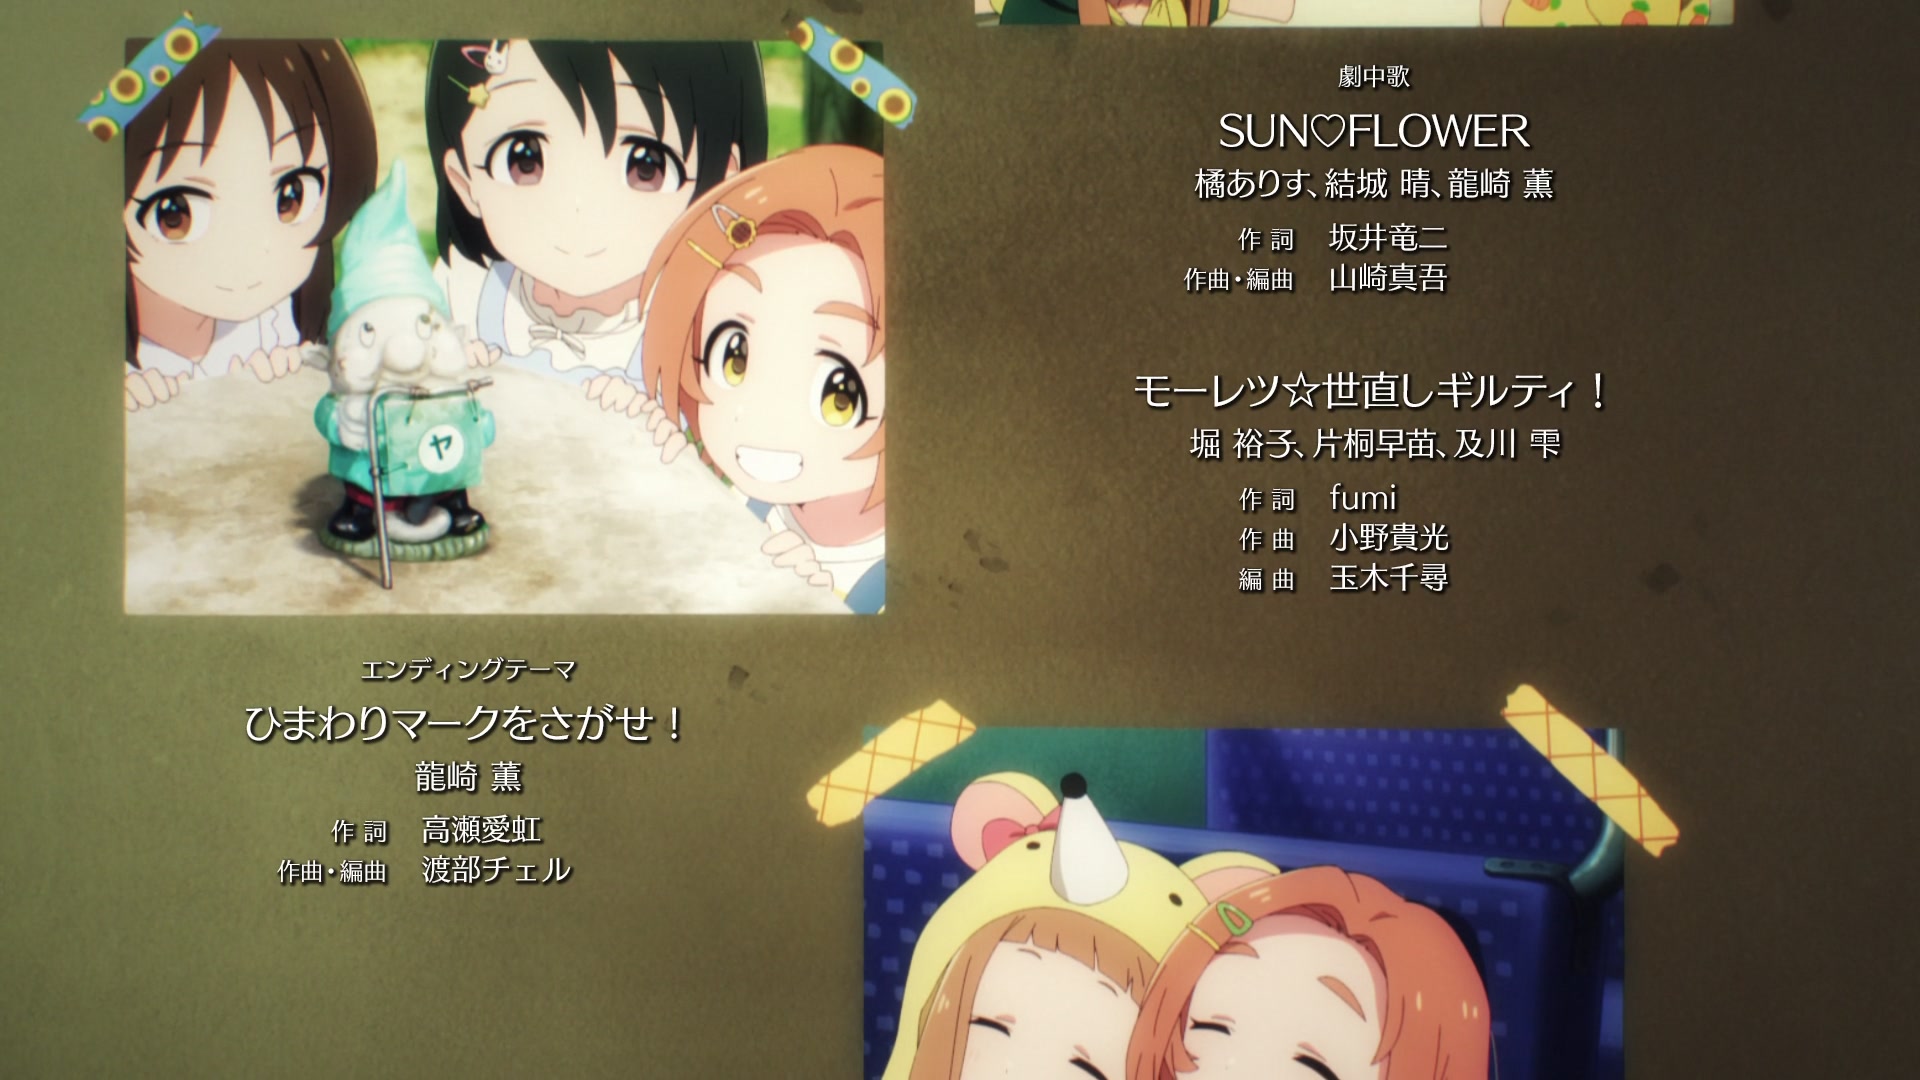 ヤ
エンディングテーマ
ひまわりマークをさがせ！
龍崎 薫
作 詞 高瀬愛虹
作曲・編曲 渡部チェル
劇中歌
SUN♡FLOWER
橘ありす、結城 晴、龍崎 薫
作 詞 坂井竜二
作曲・編曲 山崎真吾
モーレツ☆世直しギルティ！
堀 裕子、片桐早苗、及川 雫
作 詞 fumi
作 曲 小野貴光
編 曲 玉木千尋